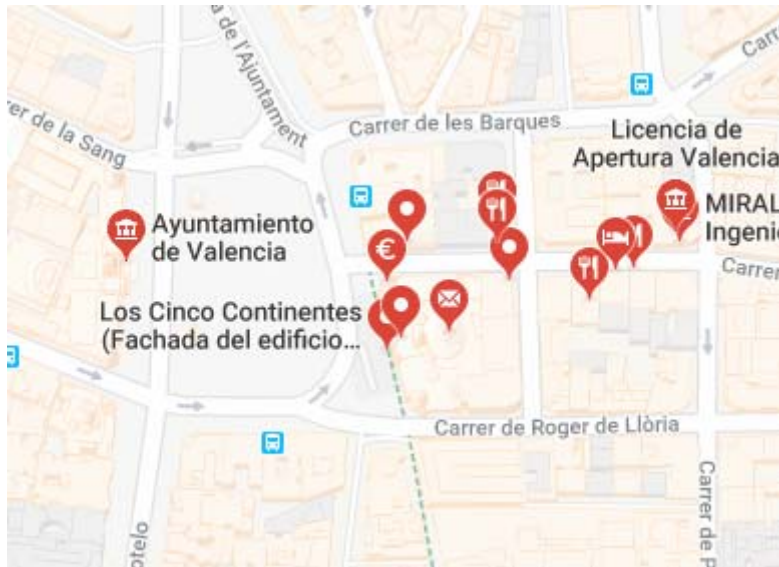 a de l'Ajuntament
Carre
er de la Sang
Carrer de les Barques
Licencia de
Apertura Valencia
Ayuntamiento
de Valencia
€
MIRAL
Ingenie
Carrer
Los Cinco Continentes
(Fachada del edificio...
Carrer de Roger de Llòria
otelo
Carrer de P